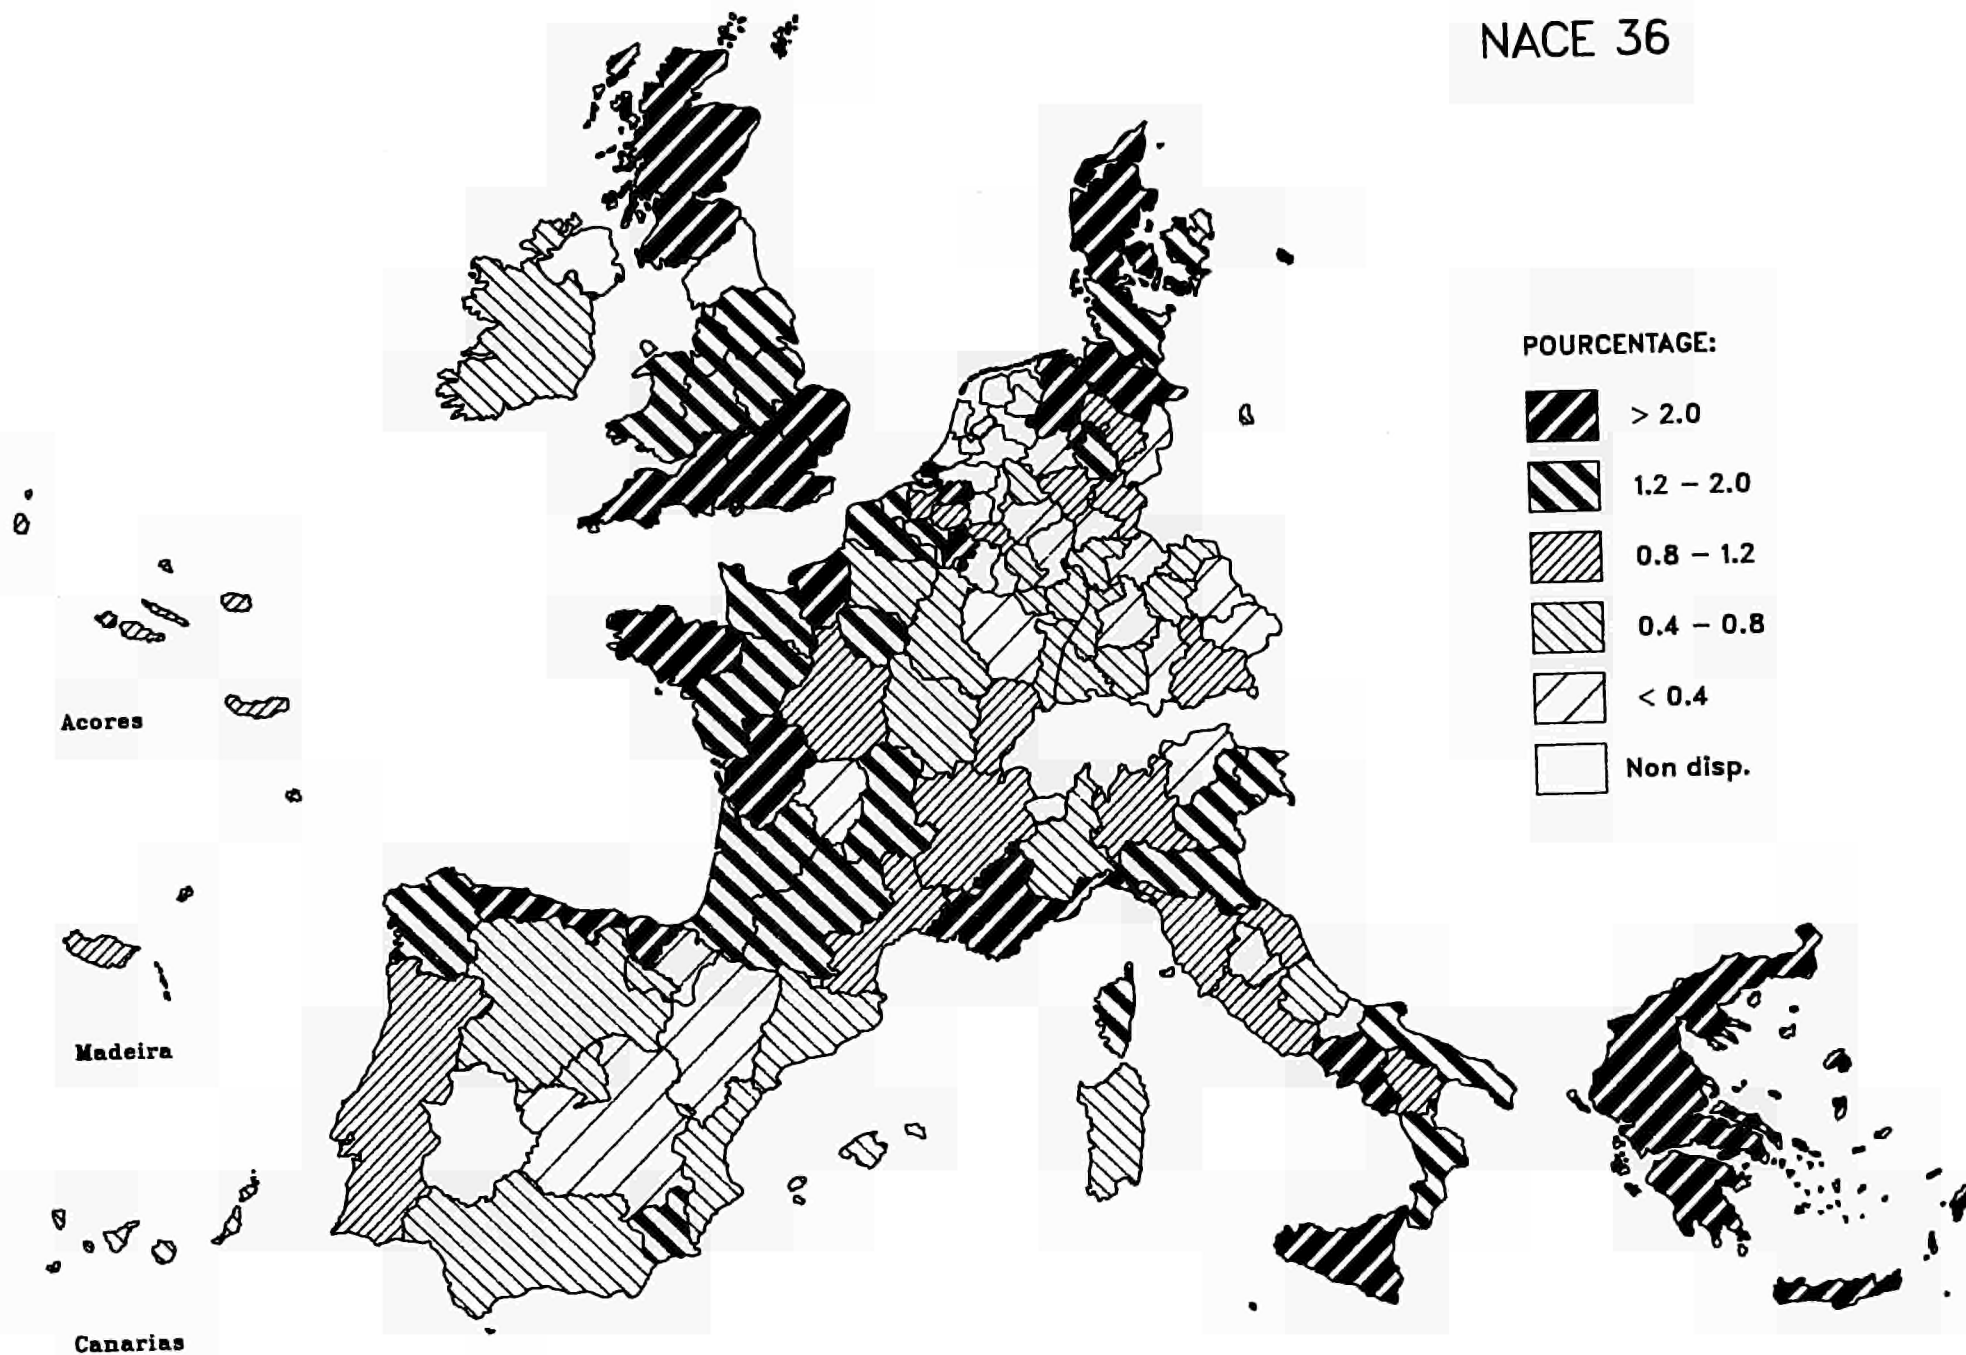 NACE 36
POURCENTAGE:
> 2.0
1.2 – 2.0
0.8 – 1.2
0.4 – 0.8
< 0.4
Non disp.
Acores
Madeira
Canarias